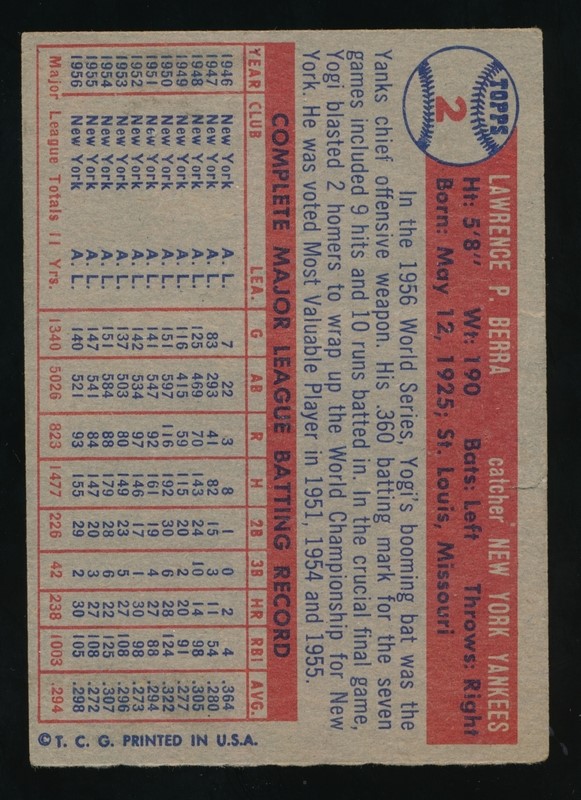 TOPPS
2
LAWRENCE P. BERRA catcher NEW YORK YANKEES
Ht: 5'8" Wt: 190 Bats: Left Throws: Right
Born: May 12, 1925; St. Louis, Missouri
In the 1956 World Series, Yogi's booming bat was the
Yanks chief offensive weapon. His .360 batting mark for the seven
games included 9 hits and 10 runs batted in. In the crucial final game,
Yogi blasted 2 homers to wrap up the World Championship for New
York. He was voted Most Valuable Player in 1951, 1954 and 1955.
COMPLETE MAJOR LEAGUE BATTING RECORD
YEAR CLUB LEA. G AB R H 2B 3B HR RBI AVG.
1946 New York A. L. 7 22 3 8 1 0 2 4 .364
1947 New York A. L. 83 293 41 82 15 3 11 54 .280
1948 New York A. L. 125 469 70 143 24 10 14 98 .305
1949 New York A. L. 116 415 59 115 20 2 20 91 .277
1950 New York A. L. 151 597 116 192 30 6 28 124 .322
1951 New York A. L. 141 547 92 161 19 4 27 88 .294
1952 New York A. L. 142 534 97 146 17 1 30 98 .273
1953 New York A. L. 137 503 80 149 23 5 27 108 .296
1954 New York A. L. 151 584 88 179 28 6 22 125 .307
1955 New York A. L. 147 541 84 147 20 3 27 108 .272
1956 New York A. L. 140 521 93 155 29 2 30 105 .298
Major League Totals 11 Yrs. 1340 5026 823 1477 226 42 238 1003 .294
©T. C. G. PRINTED IN U.S.A.